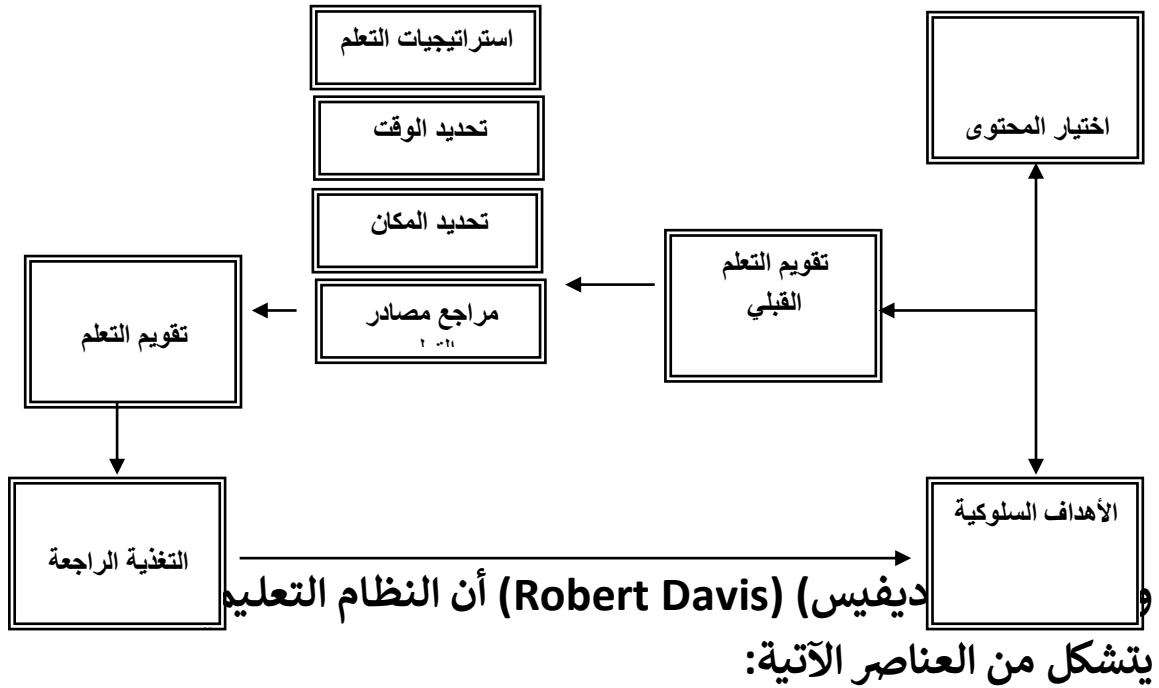 اختيار المحتوى
استراتيجيات التعلم
تحديد الوقت
تحديد المكان
مراجع مصادر
تقويم التعلم
القبلي
تقويم التعلم
الأهداف السلوكية
التغذية الراجعة
ديفيس) (Robert Davis) أن النظام
يتشكل من العناصر الآتية: